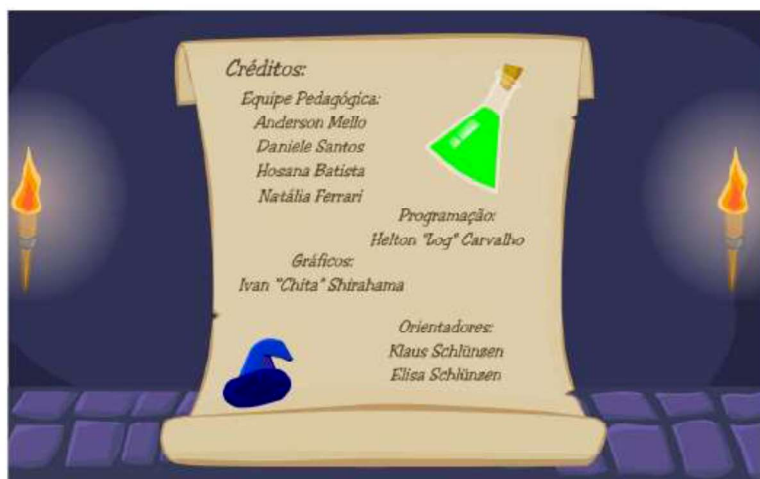 Créditos:
Equipe Pedagógica:
Anderson Mello
Daniele Santos
Hosana Batista
Natália Ferrari
Programação:
Helton "Log" Carvalho
Gráficos:
Ivan "Chita" Shirahama
Orientadores:
Klaus Schlünzen
Elisa Schlünzen